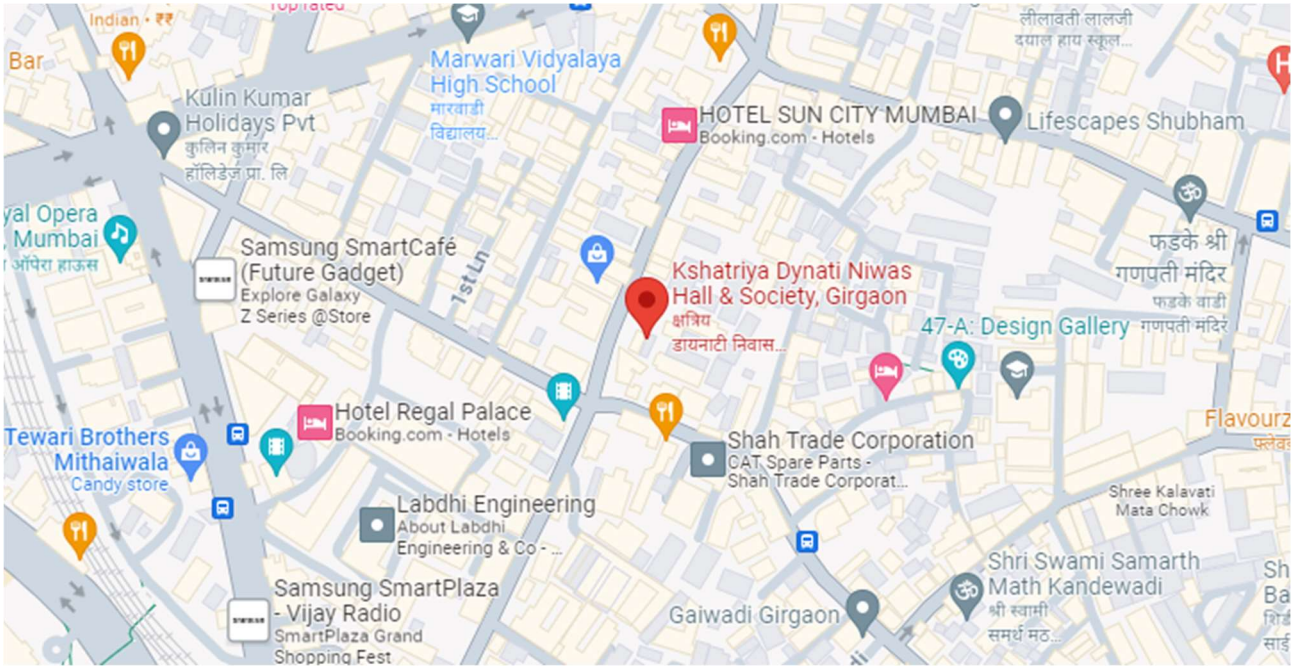 Indian • ₹₹
Top rated
Bar
Kulin Kumar
Holidays Pvt
कुलिन कुमार
हॉलिडेज प्रा. लि
Marwari Vidyalaya
High School
मारवाडी
विद्यालय...
HOTEL SUN CITY MUMBAI
Booking.com - Hotels
लीलावती लालजी
दयाल हाय स्कूल...
H
Lifescapes Shubham
yal Opera
Mumbai
ऑपेरा हाऊस
Samsung SmartCafé
(Future Gadget)
Explore Galaxy
Z Series @Store
SAMSUNG
1st Ln
Kshatriya Dynati Niwas
Hall & Society, Girgaon
क्षत्रिय
डायनाटी निवास...
फडके श्री
गणपती मंदिर
फडके वाडी
गणपती मंदिर
47-A: Design Gallery
Hotel Regal Palace
Booking.com - Hotels
Tewari Brothers
Mithaiwala
Candy store
Shah Trade Corporation
CAT Spare Parts -
Shah Trade Corporat...
Flavourz
Labdhi Engineering
About Labdhi
Engineering & Co - ...
Shree Kalavati
Mata Chowk
Samsung SmartPlaza
- Vijay Radio
SmartPlaza Grand
Shopping Fest
SAMSUNG
Gaiwadi Girgaon
Shri Swami Samarth
Math Kandewadi
श्री स्वामी
समर्थ मठ...
Sh
Ba